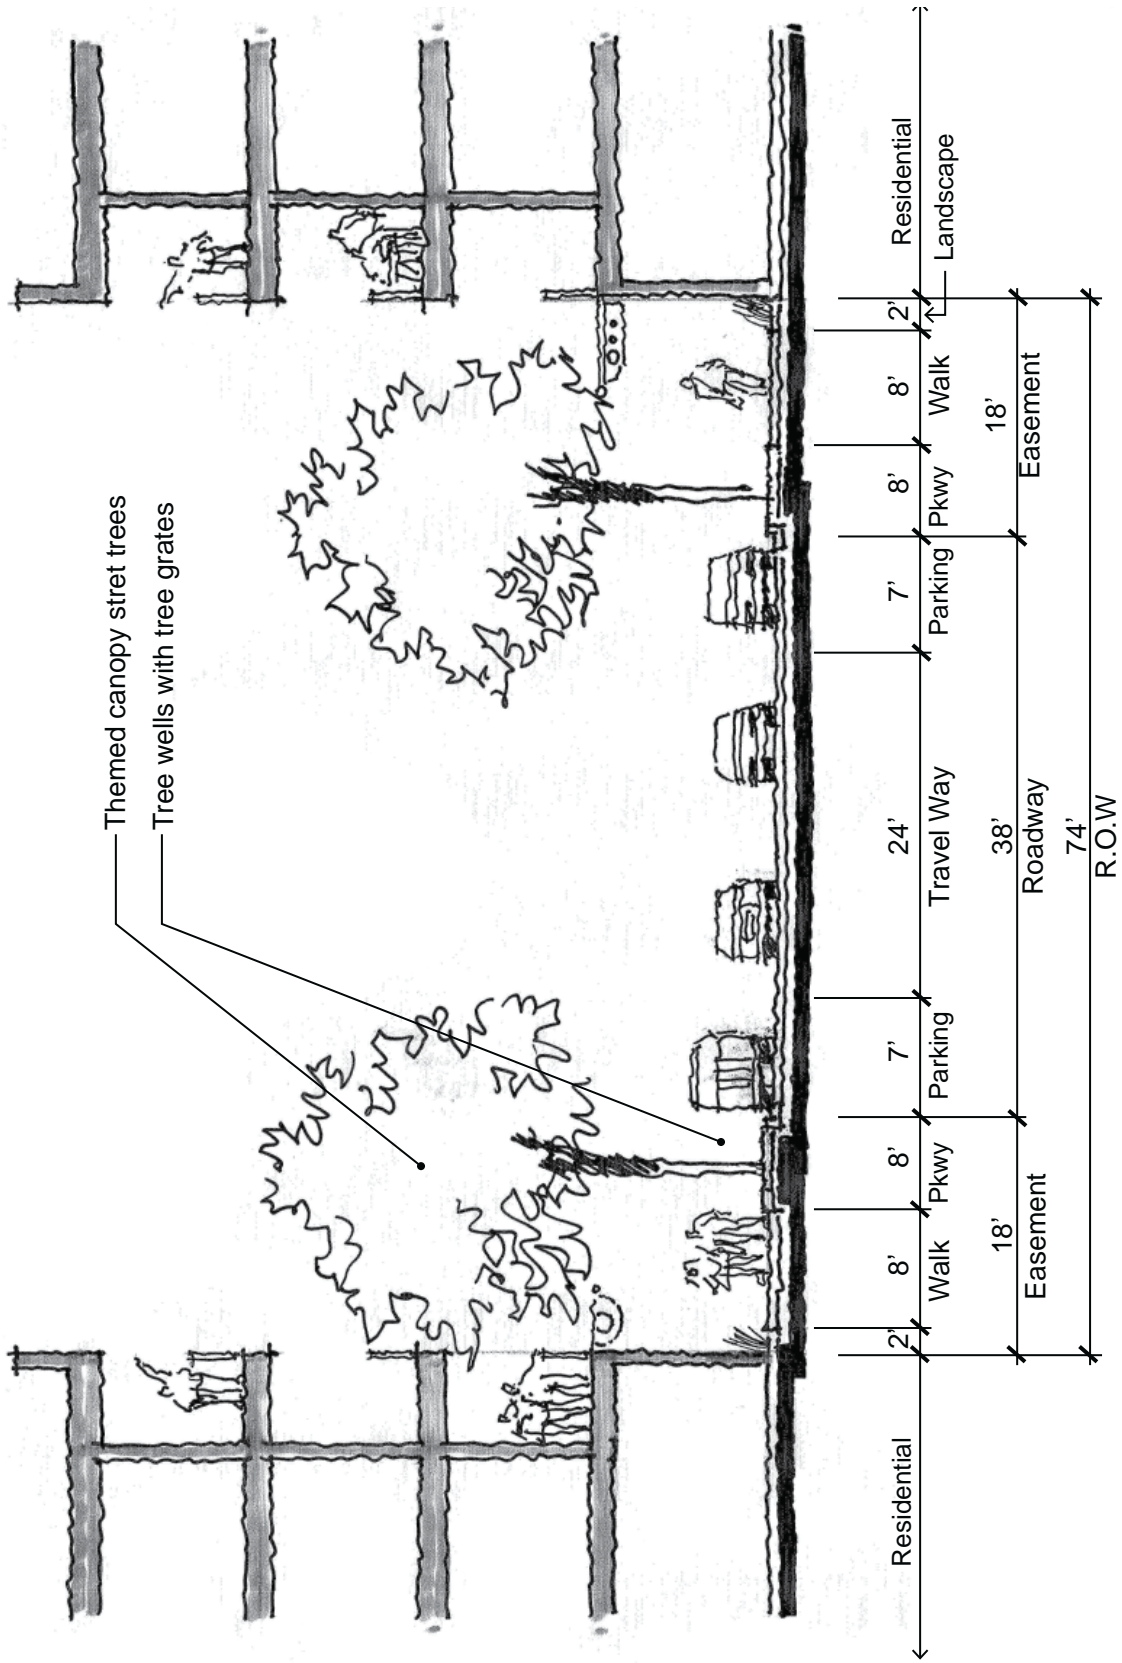 Themed canopy stret trees
Tree wells with tree grates
Residential
2’
8’
Walk
8’
Pkwy
7’
Parking
24’
Travel Way
7’
Parking
8’
Pkwy
8’
Walk
2’
Landscape
Residential
18’
Easement
38’
Roadway
18’
Easement
74’
R.O.W